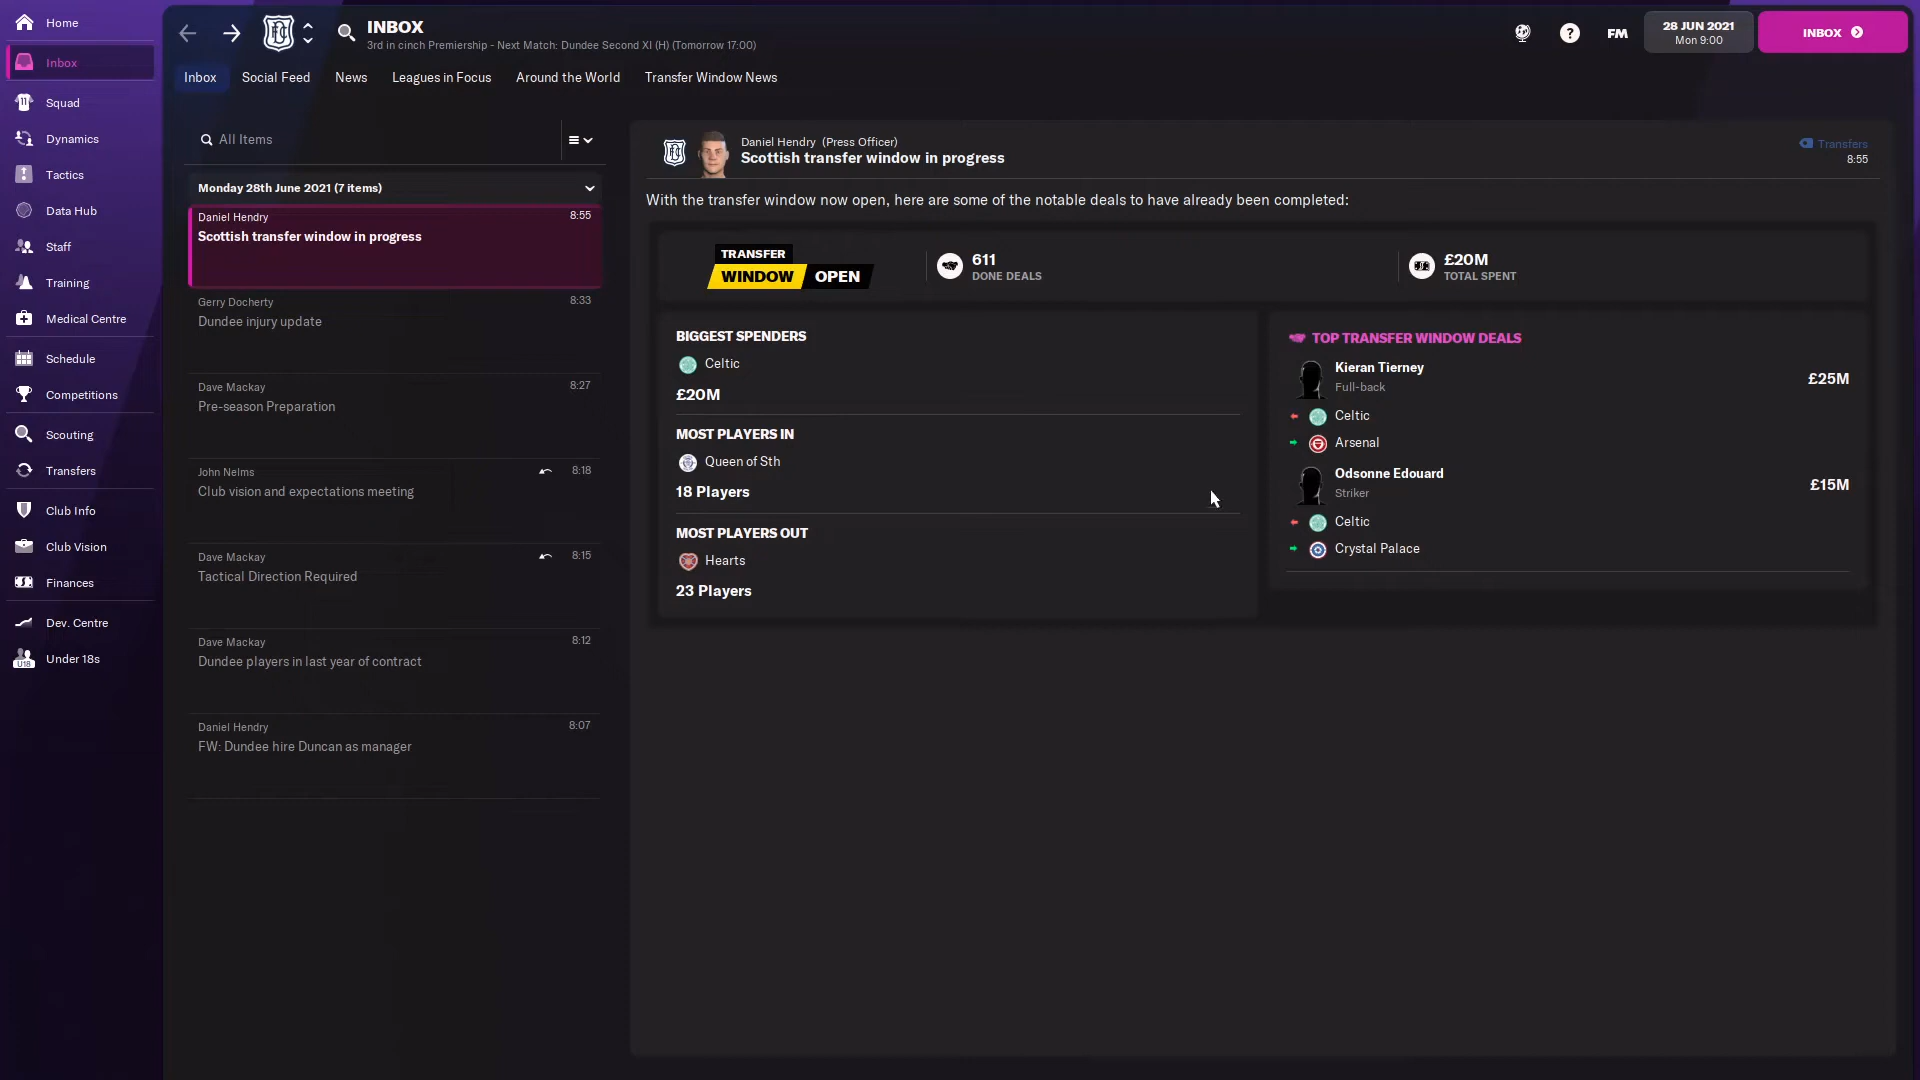 Home
Inbox
Squad
Dynamics
Tactics
Data Hub
Staff
Training
Medical Centre
Schedule
Competitions
Scouting
Transfers
Club Info
Club Vision
Finances
Dev. Centre
U18
Under 18s
INBOX
3rd in cinch Premiership - Next Match: Dundee Second XI (H) (Tomorrow 17:00)
FM
28 JUN 2021
Mon 9:00
INBOX
Inbox
Social Feed
News
Leagues in Focus
Around the World
Transfer Window News
All Items
Monday 28th June 2021 (7 items)
Daniel Hendry 8:55
Scottish transfer window in progress
Gerry Docherty 8:33
Dundee injury update
Dave Mackay 8:27
Pre-season Preparation
John Nelms 8:18
Club vision and expectations meeting
Dave Mackay 8:15
Tactical Direction Required
Dave Mackay 8:12
Dundee players in last year of contract
Daniel Hendry 8:07
FW: Dundee hire Duncan as manager
Daniel Hendry (Press Officer)
Scottish transfer window in progress
Transfers
8:55
With the transfer window now open, here are some of the notable deals to have already been completed:
TRANSFER
WINDOW OPEN
611
DONE DEALS
£20M
TOTAL SPENT
BIGGEST SPENDERS
Celtic
£20M
MOST PLAYERS IN
Queen of Sth
18 Players
MOST PLAYERS OUT
Hearts
23 Players
TOP TRANSFER WINDOW DEALS
Kieran Tierney
Full-back
£25M
Celtic
Arsenal
Odsonne Edouard
Striker
£15M
Celtic
Crystal Palace